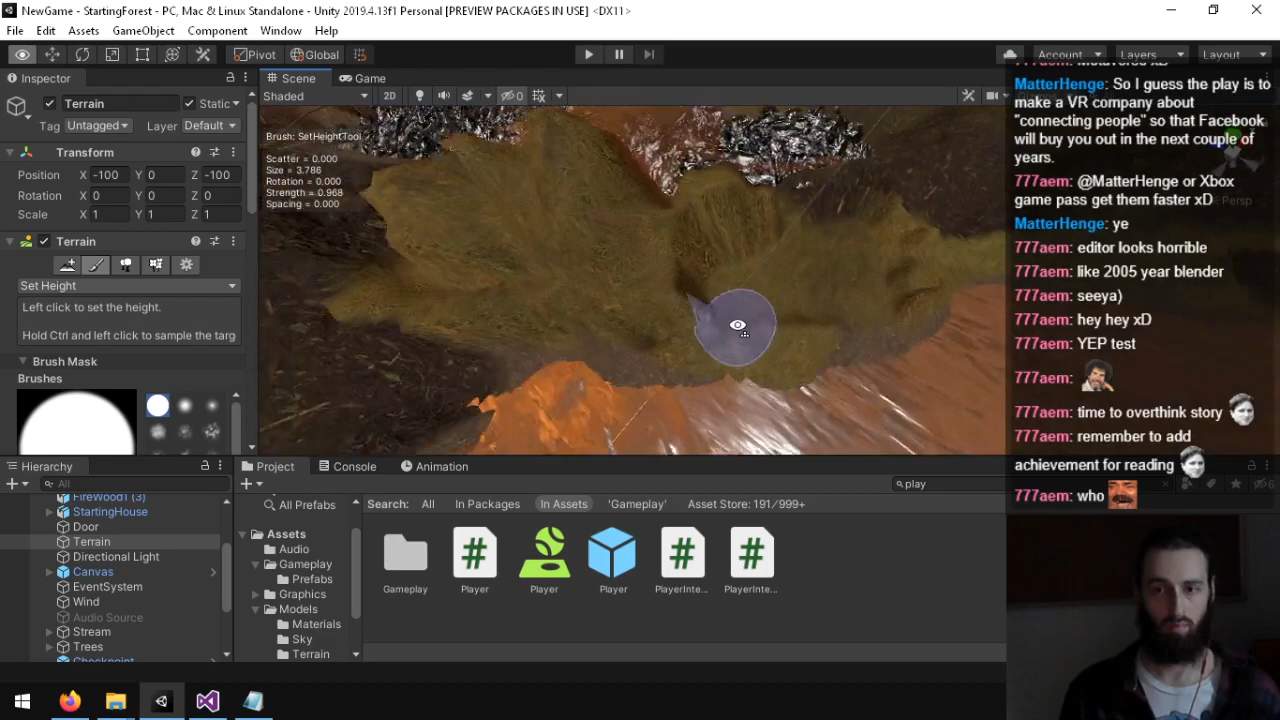 NewGame - StartingForest - PC, Mac & Linux Standalone - Unity 2019.4.13f1 Personal [PREVIEW PACKAGES IN USE] <DX11>
File Edit Assets GameObject Component Window Help
Pivot Global
Account Layers Layout
Inspector
Terrain Static
Tag Untagged Layer Default
Transform
Position X -100 Y 0 Z -100
Rotation X 0 Y 0 Z 0
Scale X 1 Y 1 Z 1
Terrain
Set Height
Left click to set the height.
Hold Ctrl and left click to sample the targ
Brush Mask
Brushes
Scene Game
Shaded 2D 0
Brush: SetHeightTool
Scatter = 0.000
Size = 3.786
Rotation = 0.000
Strength = 0.968
Spacing = 0.000
MatterHenge: So I guess the play is to
make a VR company about
"connecting people" so that Facebook
will buy you out in the next couple of
years.
777aem: @MatterHenge or Xbox
game pass get them faster xD
MatterHenge: ye
777aem: editor looks horrible
777aem: like 2005 year blender
777aem: seeya)
777aem: hey hey xD
777aem: YEP test
777aem:
777aem: time to overthink story
777aem: remember to add
achievement for reading
777aem: who
Hierarchy
All
FireWood1 (3)
StartingHouse
Door
Terrain
Directional Light
Canvas
EventSystem
Wind
Audio Source
Stream
Trees
Checkpoint
Project Console Animation
play
All Prefabs
Assets
Audio
Gameplay
Prefabs
Graphics
Models
Materials
Sky
Terrain
Search: All In Packages In Assets 'Gameplay' Asset Store: 191/999+
Gameplay Player Player Player PlayerInte... PlayerInte...